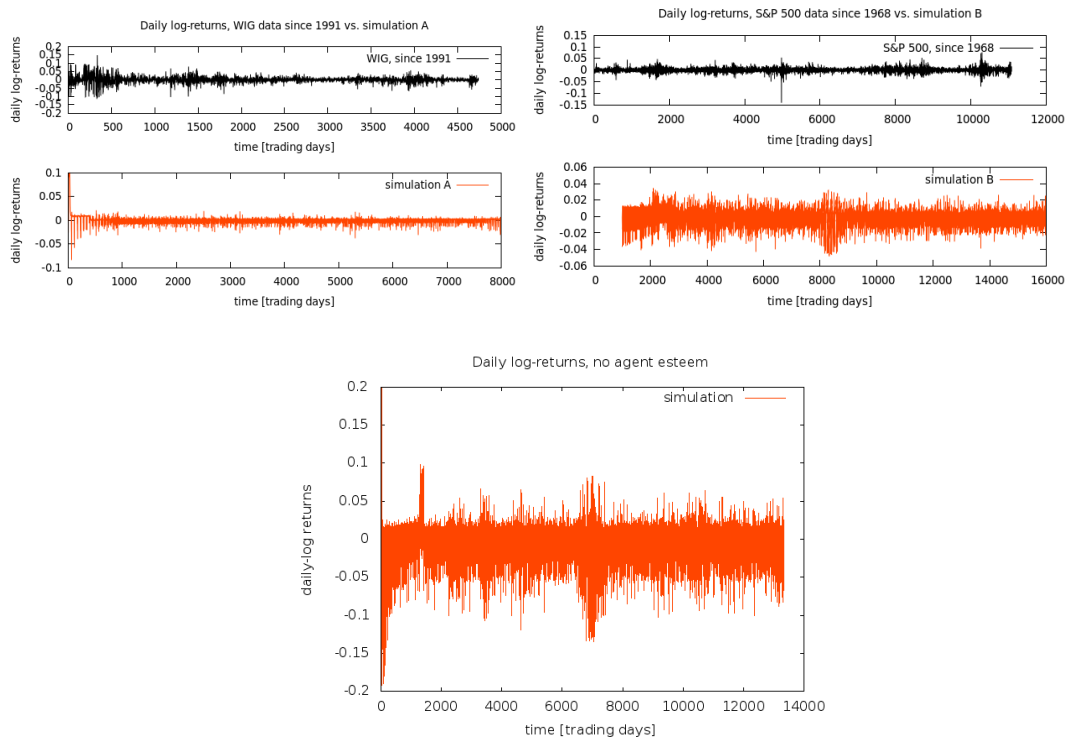 Daily log-returns, WIG data since 1991 vs. simulation A
daily log-returns
0.2
0.15
0.1
0.05
0
-0.05
-0.1
-0.15
-0.2
WIG, since 1991
0 500 1000 1500 2000 2500 3000 3500 4000 4500 5000
time [trading days]
daily log-returns
0.1
0.05
0
-0.05
-0.1
simulation A
0 1000 2000 3000 4000 5000 6000 7000 8000
time [trading days]
Daily log-returns, S&P 500 data since 1968 vs. simulation B
daily log-returns
0.15
0.1
0.05
0
-0.05
-0.1
-0.15
S&P 500, since 1968
0 2000 4000 6000 8000 10000 12000
time [trading days]
daily log-returns
0.06
0.04
0.02
0
-0.02
-0.04
-0.06
simulation B
0 2000 4000 6000 8000 10000 12000 14000 16000
time [trading days]
Daily log-returns, no agent esteem
daily-log returns
0.2
0.15
0.1
0.05
0
-0.05
-0.1
-0.15
-0.2
simulation
0 2000 4000 6000 8000 10000 12000 14000
time [trading days]